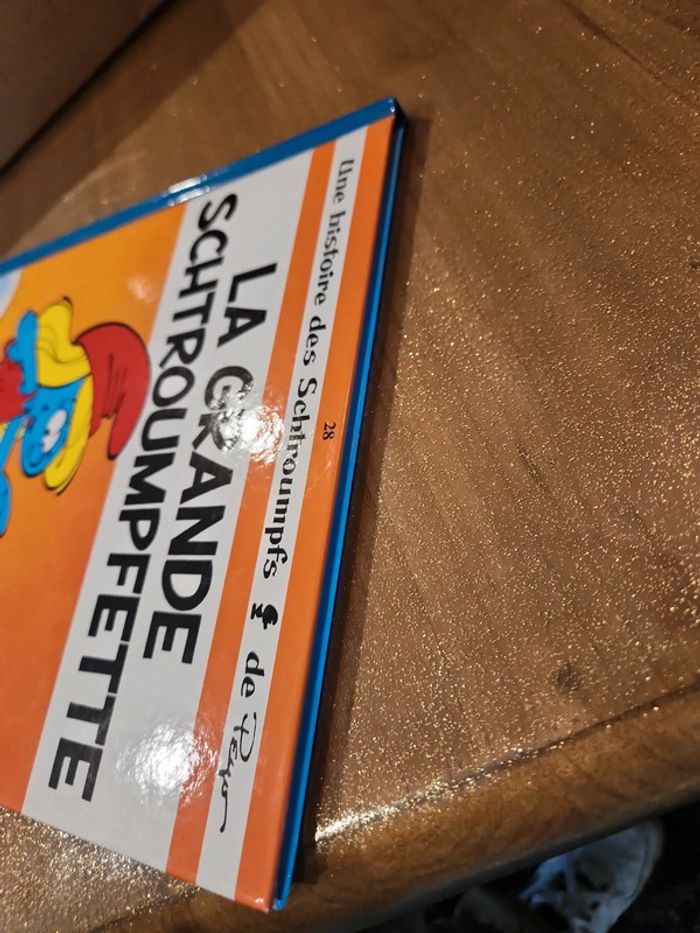 28
Une histoire des Schtroumpfs de Peyo
LA GRANDE
SCHTROUMPFETTE